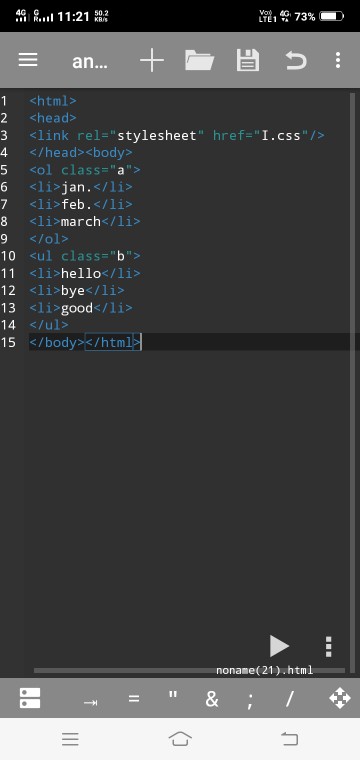 4G G 11:21 50.2 KB/s VoD LTE1 4G 73%
an...
1 <html>
2 <head>
3 <link rel="stylesheet" href="I.css"/>
4 </head><body>
5 <ol class="a">
6 <li>jan.</li>
7 <li>feb.</li>
8 <li>march</li>
9 </ol>
10 <ul class="b">
11 <li>hello</li>
12 <li>bye</li>
13 <li>good</li>
14 </ul>
15 </body></html>
noname(21).html
= " & ; /